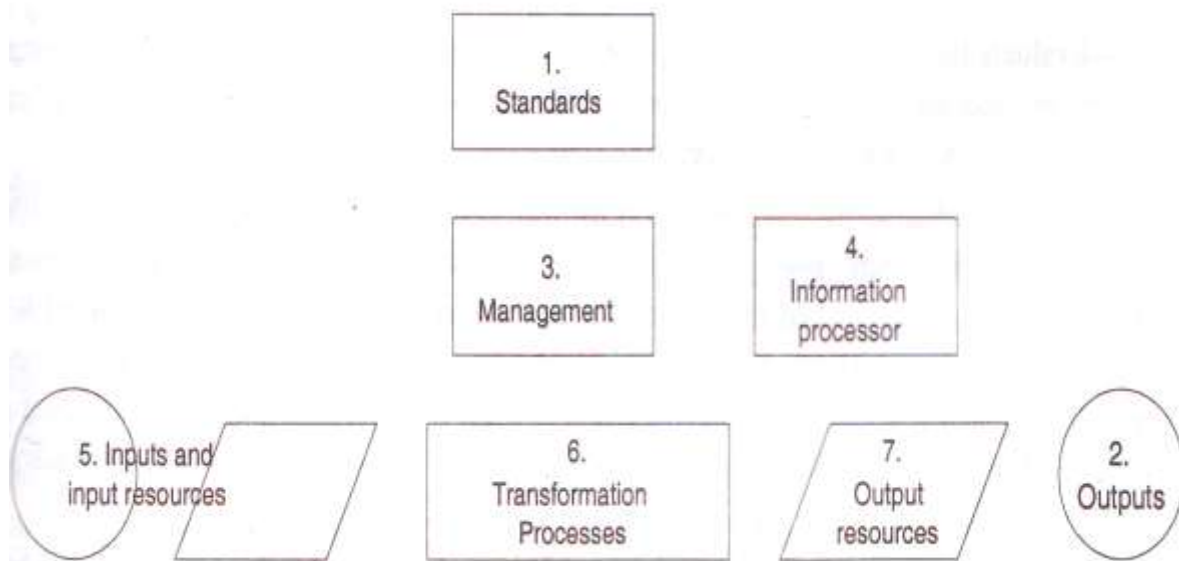 1.
Standards
3.
Management
4.
Information
processor
5. Inputs and
input resources
6.
Transformation
Processes
7.
Output
resources
2.
Outputs